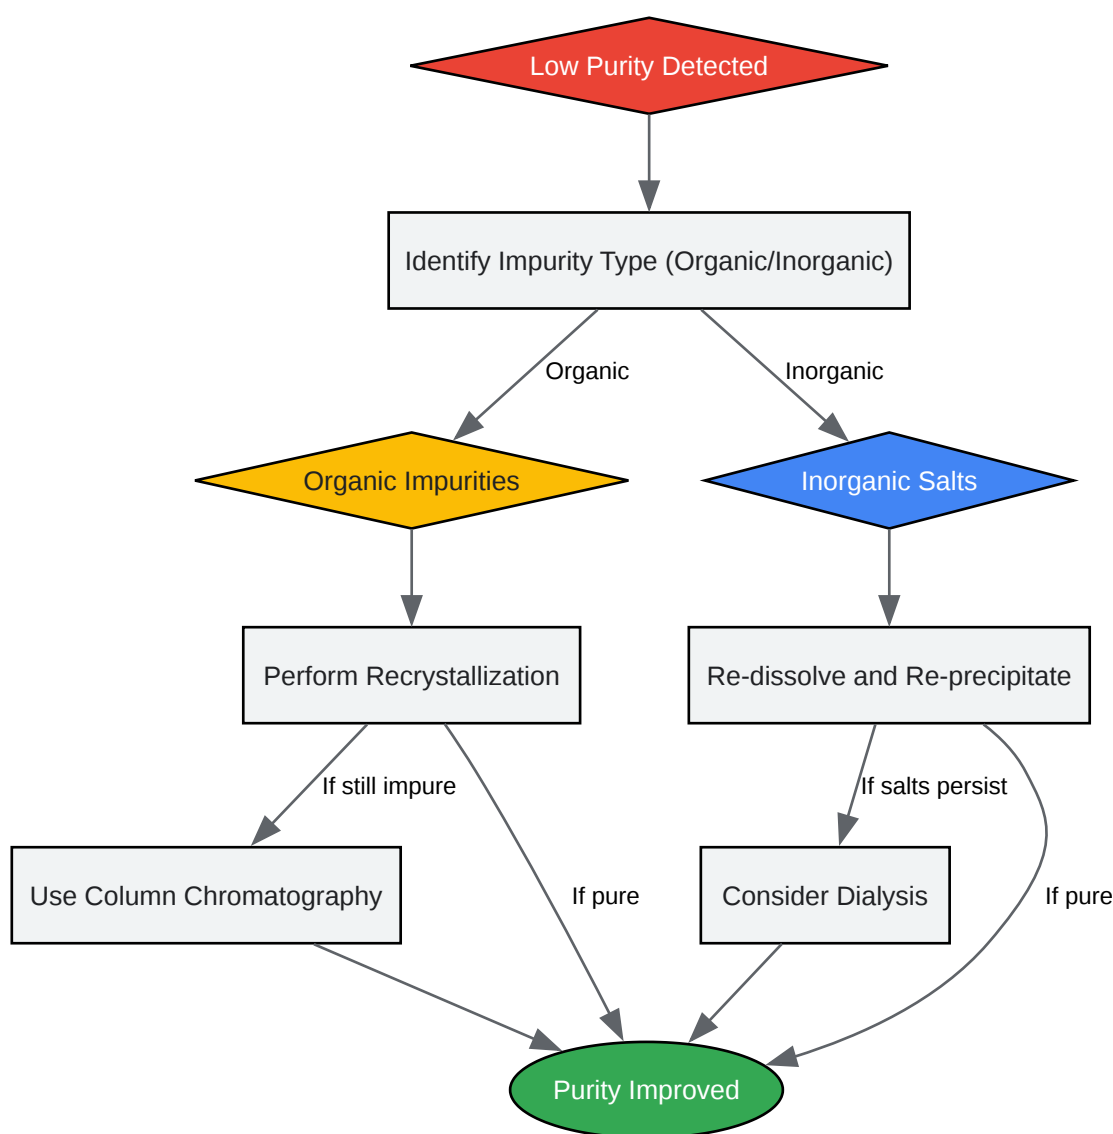 Low Purity Detected
Identify Impurity Type (Organic/Inorganic)
Organic
Inorganic
Organic Impurities
Inorganic Salts
Perform Recrystallization
Re-dissolve and Re-precipitate
If still impure
If salts persist
Use Column Chromatography
If pure
Consider Dialysis
If pure
Purity Improved